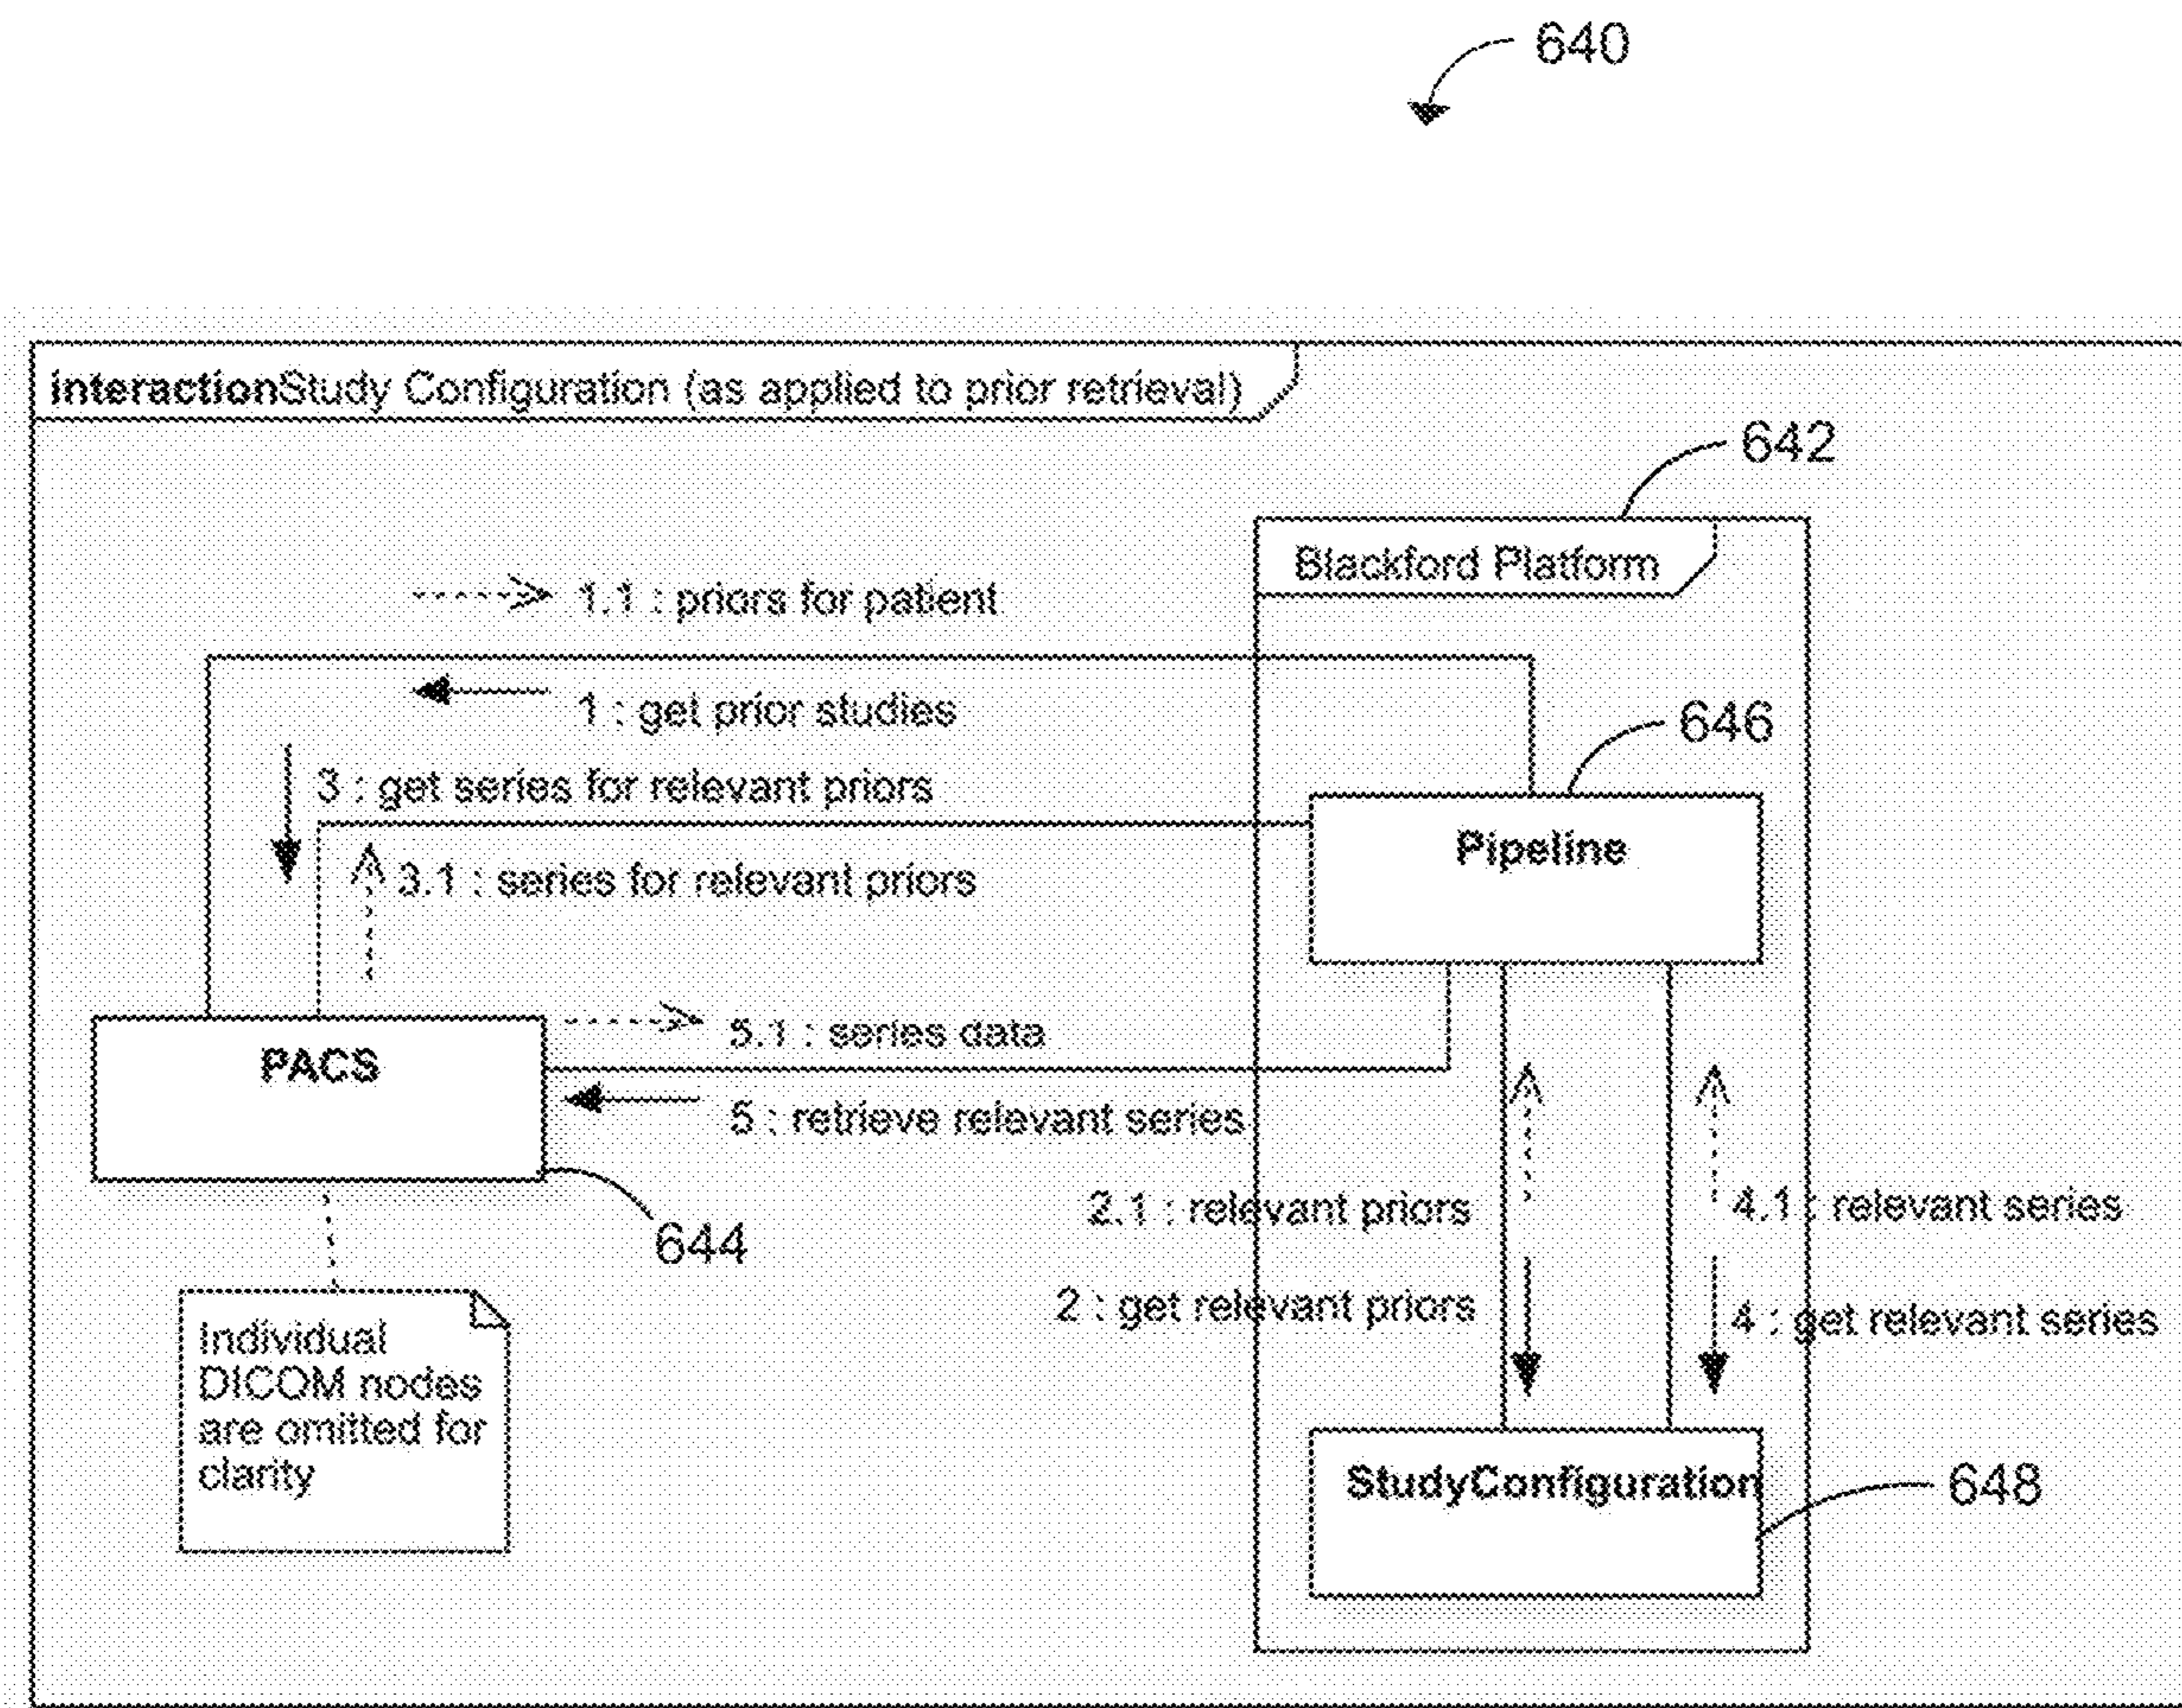 640
interactionStudy Configuration (as applied to prior retrieval)
642
Blackford Platform
1.1 : priors for patient
1 : get prior studies
646
3 : get series for relevant priors
Pipeline
3.1 : series for relevant priors
5.1 : series data
PACS
5 : retrieve relevant series
2.1 : relevant priors
4.1 : relevant series
644
2 : get relevant priors
4 : get relevant series
Individual
DICOM nodes
are omitted for
clarity
StudyConfiguration
648